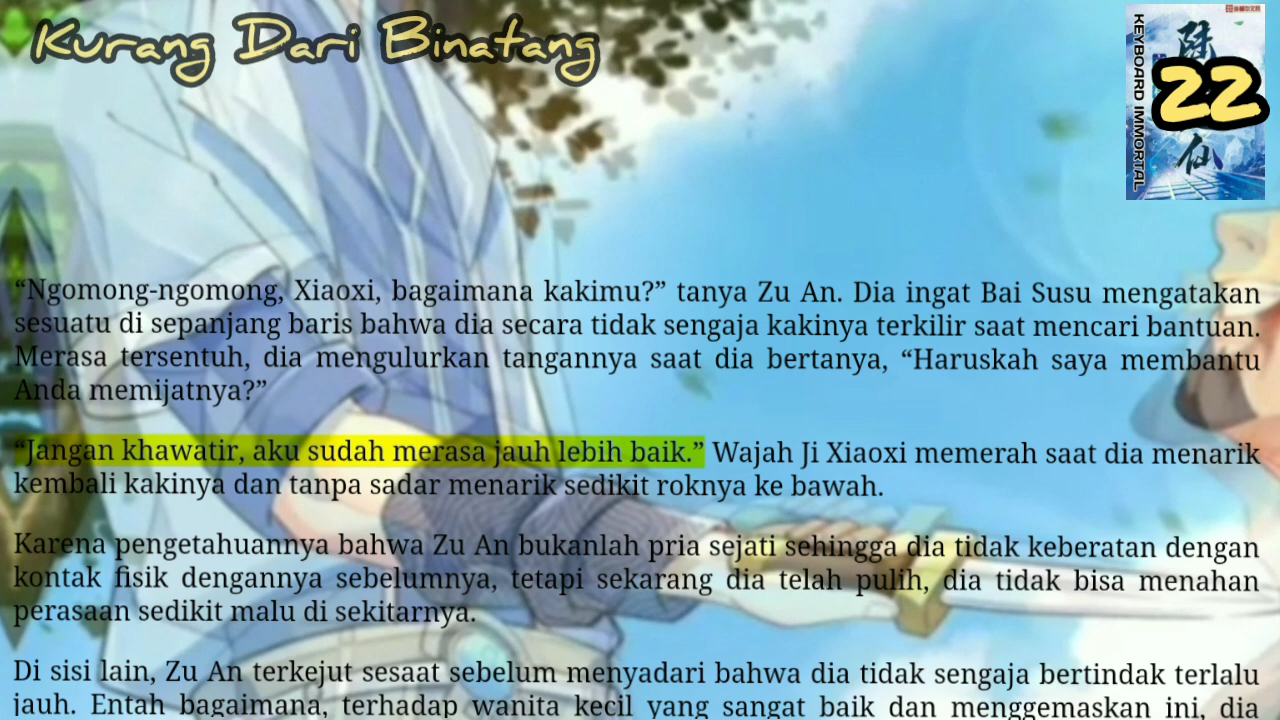 Kurang Dari Binatang
KEYBOARD IMMORTAL
22
仙
“Ngomong-ngomong, Xiaoxi, bagaimana kakimu?” tanya Zu An. Dia ingat Bai Susu mengatakan
sesuatu di sepanjang baris bahwa dia secara tidak sengaja kakinya terkilir saat mencari bantuan.
Merasa tersentuh, dia mengulurkan tangannya saat dia bertanya, “Haruskah saya membantu
Anda memijatnya?”
“Jangan khawatir, aku sudah merasa jauh lebih baik.” Wajah Ji Xiaoxi memerah saat dia menarik
kembali kakinya dan tanpa sadar menarik sedikit roknya ke bawah.
Karena pengetahuannya bahwa Zu An bukanlah pria sejati sehingga dia tidak keberatan dengan
kontak fisik dengannya sebelumnya, tetapi sekarang dia telah pulih, dia tidak bisa menahan
perasaan sedikit malu di sekitarnya.
Di sisi lain, Zu An terkejut sesaat sebelum menyadari bahwa dia tidak sengaja bertindak terlalu
jauh. Entah bagaimana, terhadap wanita kecil yang sangat baik dan menggemaskan ini, dia